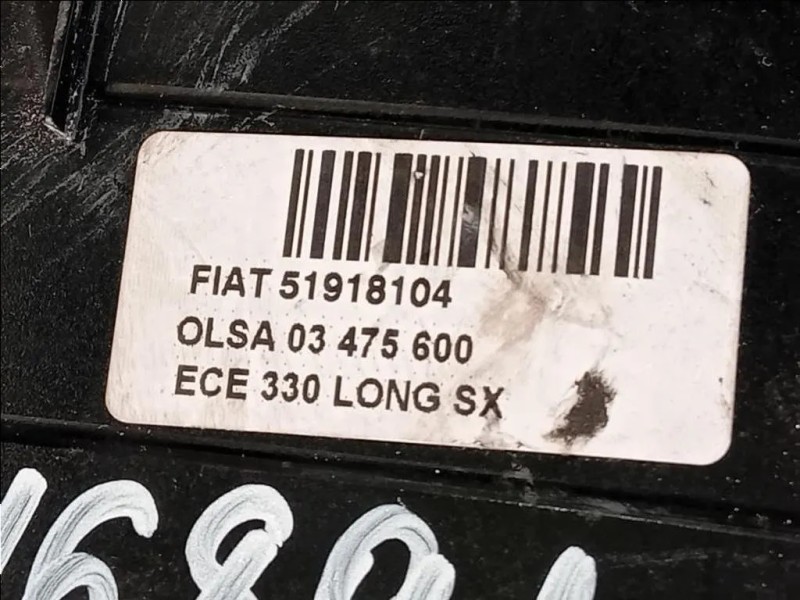 FIAT 51918104
OLSA 03 475 600
ECE 330 LONG SX